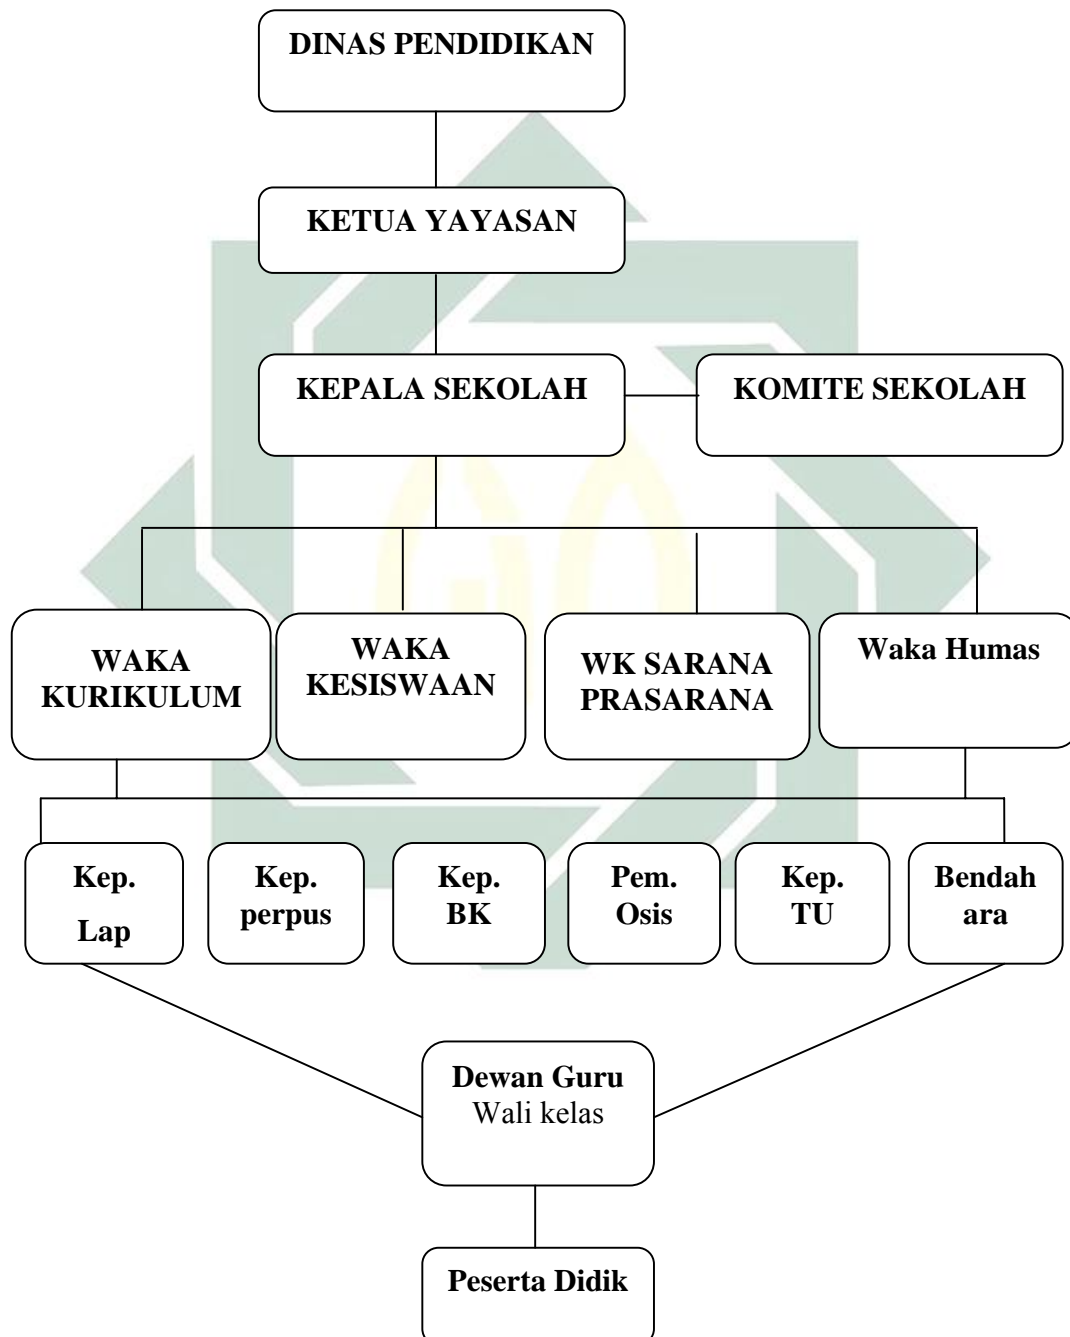 DINAS PENDIDIKAN
KETUA YAYASAN
KEPALA SEKOLAH
KOMITE SEKOLAH
WAKA
KURIKULUM
WAKA
KESISWAAN
WK SARANA
PRASARANA
Waka Humas
Kep.
Lap
Kep.
perpus
Kep.
BK
Pem.
Osis
Kep.
TU
Bendah
ara
Dewan Guru
Wali kelas
Peserta Didik